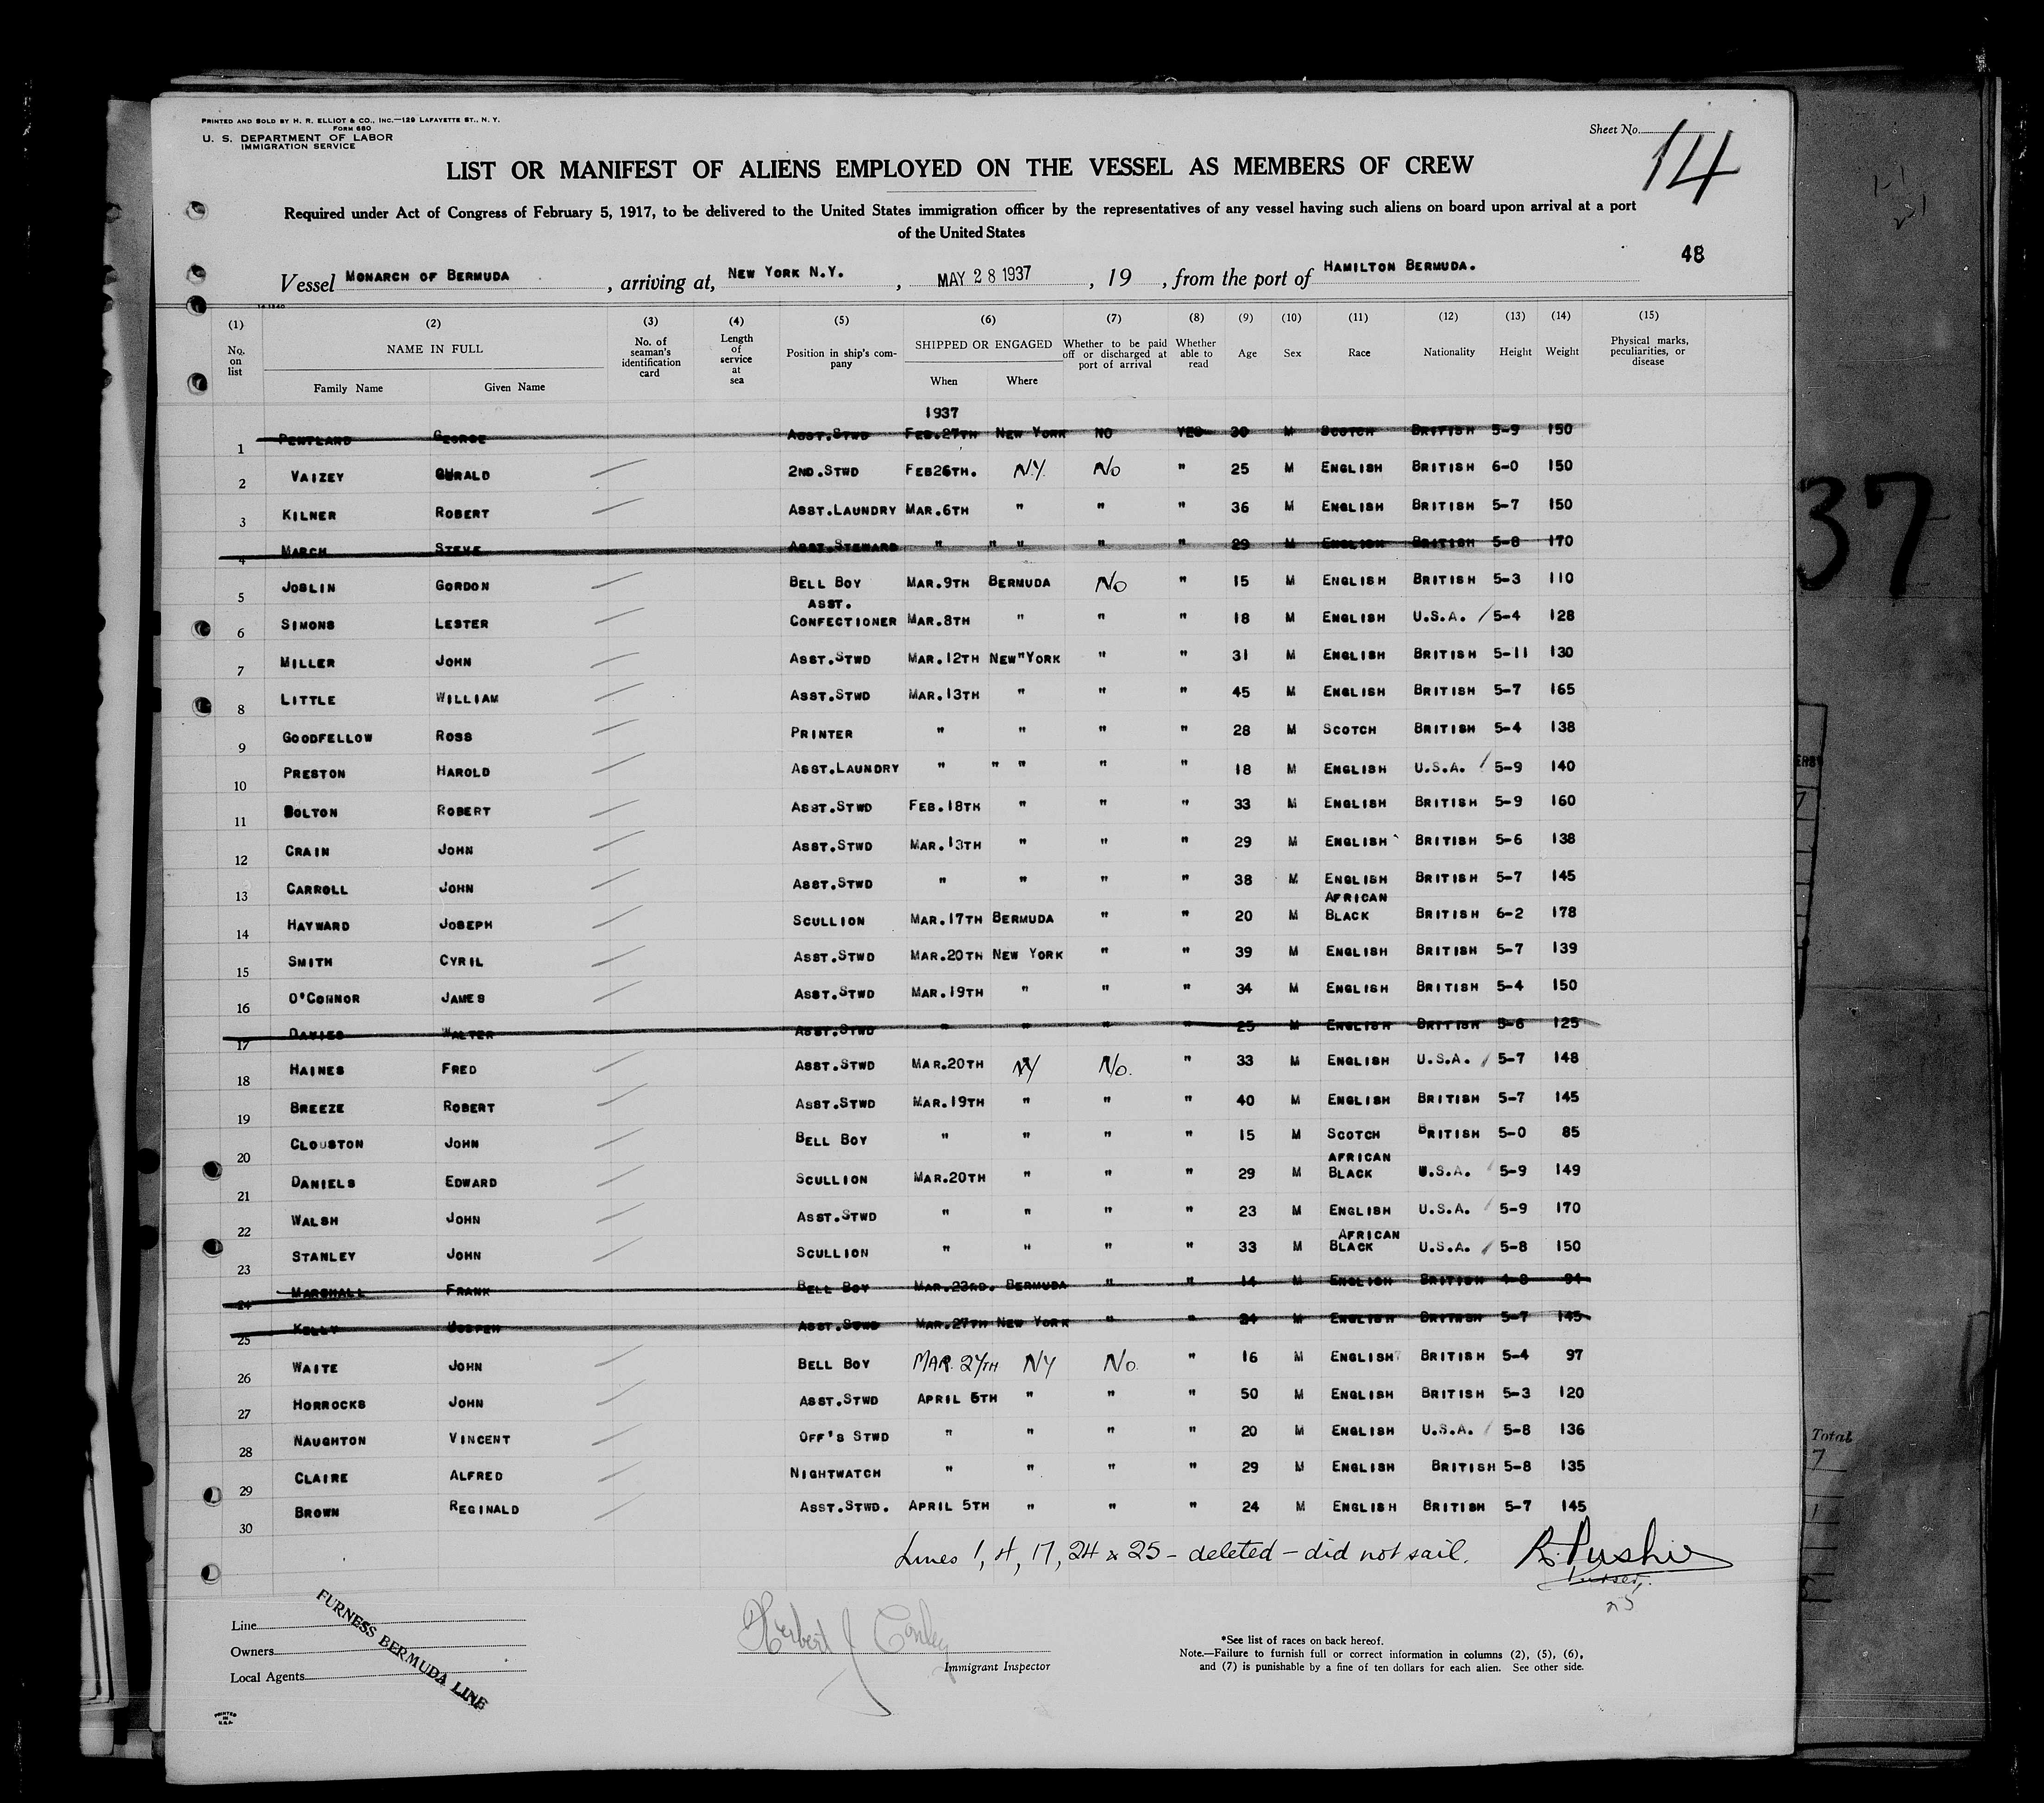 PRINTED AND SOLD BY H. R. ELLIOT & CO., INC.—129 LAFAYETTE ST., N. Y.
FORM 680
U. S. DEPARTMENT OF LABOR
IMMIGRATION SERVICE
Sheet No. 14
LIST OR MANIFEST OF ALIENS EMPLOYED ON THE VESSEL AS MEMBERS OF CREW
Required under Act of Congress of February 5, 1917, to be delivered to the United States immigration officer by the representatives of any vessel having such aliens on board upon arrival at a port
of the United States
48
Vessel MONARCH OF BERMUDA, arriving at, NEW YORK N.Y., MAY 28 1937, 19 , from the port of HAMILTON BERMUDA.
(1) (2) (3) (4) (5) (6) (7) (8) (9) (10) (11) (12) (13) (14) (15)
No. on list NAME IN FULL Family Name Given Name No. of seaman's identification card Length of service at sea Position in ship's company SHIPPED OR ENGAGED When Where Whether to be paid off or discharged at port of arrival Whether able to read Age Sex Race Nationality Height Weight Physical marks, peculiarities, or disease
1937
1 PENTLAND GEORGE ASST.STWD FEB.27TH NEW YORK NO YES 30 M SCOTCH BRITISH 5-9 150
2 VAIZEY RALD 2ND.STWD FEB26TH. N.Y. No " 25 M ENGLISH BRITISH 6-0 150
3 KILNER ROBERT ASST.LAUNDRY MAR.6TH " " " 36 M ENGLISH BRITISH 5-7 150
4 MARCH STEVE ASST.STEWARD " " " " " 29 M ENGLISH BRITISH 5-8 170
5 JOSLIN GORDON BELL BOY MAR.9TH BERMUDA No " 15 M ENGLISH BRITISH 5-3 110
6 SIMONS LESTER ASST. CONFECTIONER MAR.8TH " " " 18 M ENGLISH U.S.A. / 5-4 128
7 MILLER JOHN ASST.STWD MAR.12TH NEW"YORK " " 31 M ENGLISH BRITISH 5-11 130
8 LITTLE WILLIAM ASST.STWD MAR.13TH " " " 45 M ENGLISH BRITISH 5-7 165
9 GOODFELLOW ROSS PRINTER " " " " 28 M SCOTCH BRITISH 5-4 138
10 PRESTON HAROLD ASST.LAUNDRY " " " " " 18 M ENGLISH U.S.A. / 5-9 140
11 BOLTON ROBERT ASST.STWD FEB.18TH " " " 33 M ENGLISH BRITISH 5-9 160
12 CRAIN JOHN ASST.STWD MAR.13TH " " " 29 M ENGLISH BRITISH 5-6 138
13 CARROLL JOHN ASST.STWD " " " " 38 M ENGLISH BRITISH 5-7 145
14 HAYWARD JOSEPH SCULLION MAR.17TH BERMUDA " " 20 M AFRICAN BLACK BRITISH 6-2 178
15 SMITH CYRIL ASST.STWD MAR.20TH NEW YORK " " 39 M ENGLISH BRITISH 5-7 139
16 O'CONNOR JAMES ASST.STWD MAR.19TH " " " 34 M ENGLISH BRITISH 5-4 150
17 DAVIES WALTER ASST.STWD " " " " 25 M ENGLISH BRITISH 5-6 125
18 HAINES FRED ASST.STWD MAR.20TH NY No. " 33 M ENGLISH U.S.A. / 5-7 148
19 BREEZE ROBERT ASST.STWD MAR.19TH " " " 40 M ENGLISH BRITISH 5-7 145
20 CLOUSTON JOHN BELL BOY " " " " 15 M SCOTCH BRITISH 5-0 85
21 DANIELS EDWARD SCULLION MAR.20TH " " " 29 M AFRICAN BLACK U.S.A. / 5-9 149
22 WALSH JOHN ASST.STWD " " " " 23 M ENGLISH U.S.A. / 5-9 170
23 STANLEY JOHN SCULLION " " " " 33 M AFRICAN BLACK U.S.A. / 5-8 150
24 MARSHALL FRANK BELL BOY MAR.23RD. BERMUDA " " 14 M ENGLISH BRITISH 4-8 94
25 KELLY ASST.STWD MAR.27TH NEW YORK " " 24 M ENGLISH BRITISH 5-7 145
26 WAITE JOHN BELL BOY MAR. 27TH NY No " 16 M ENGLISH BRITISH 5-4 97
27 HORROCKS JOHN ASST.STWD APRIL 5TH " " " 50 M ENGLISH BRITISH 5-3 120
28 NAUGHTON VINCENT OFF'S STWD " " " " 20 M ENGLISH U.S.A. / 5-8 136
29 CLAIRE ALFRED NIGHTWATCH " " " " 29 M ENGLISH BRITISH 5-8 135
30 BROWN REGINALD ASST.STWD. APRIL 5TH " " " 24 M ENGLISH BRITISH 5-7 145
Lines 1, 4, 17, 24 & 25 - deleted - did not sail. R. Pushie
Purser.
25
Line
Owners
Local Agents
FURNESS BERMUDA LINE
Herbert J Conley
Immigrant Inspector
*See list of races on back hereof.
Note.—Failure to furnish full or correct information in columns (2), (5), (6),
and (7) is punishable by a fine of ten dollars for each alien. See other side.
PRINTED IN U.S.A.
37
Total
7
1